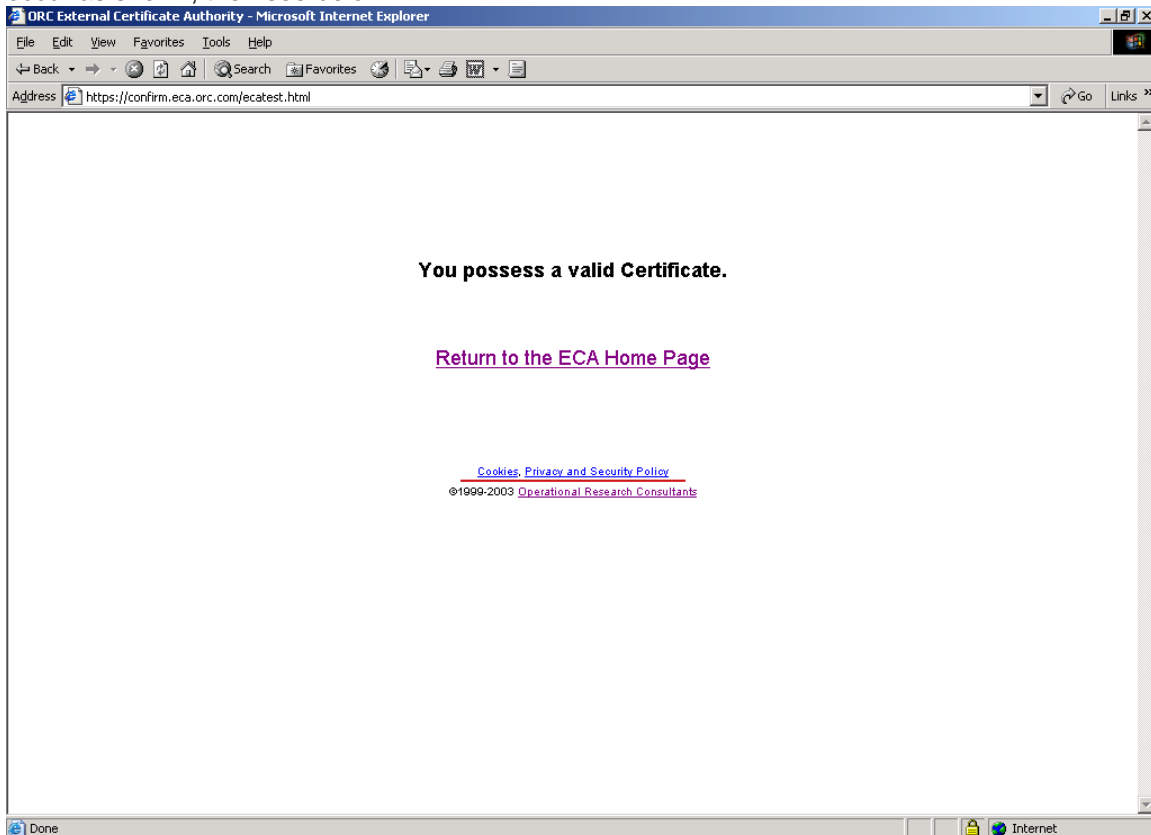 ORC External Certificate Authority - Microsoft Internet Explorer
File Edit View Favorites Tools Help
Back Search Favorites
Address https://confirm.eca.orc.com/ecatest.html Go Links »
You possess a valid Certificate.
Return to the ECA Home Page
Cookies, Privacy and Security Policy
©1999-2003 Operational Research Consultants
Done Internet